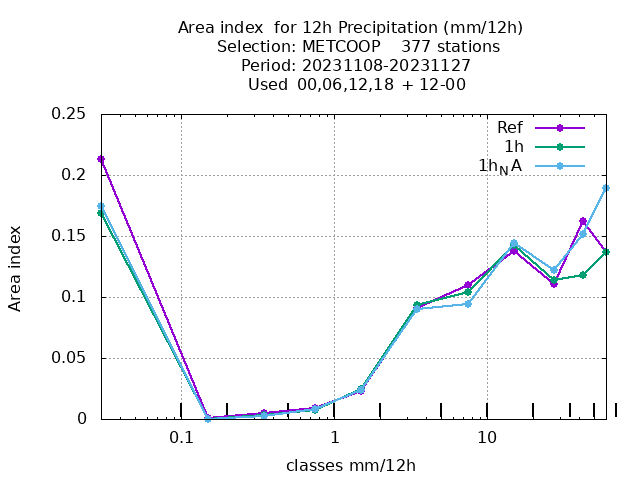 Area index  for 12h Precipitation (mm/12h)
Selection: METCOOP    377 stations
Period: 20231108-20231127
Used  00,06,12,18  + 12-00
Ref
1h
1h_N A
0.25
0.2
0.15
0.1
0.05
0
Area index
0.1 1 10
classes mm/12h